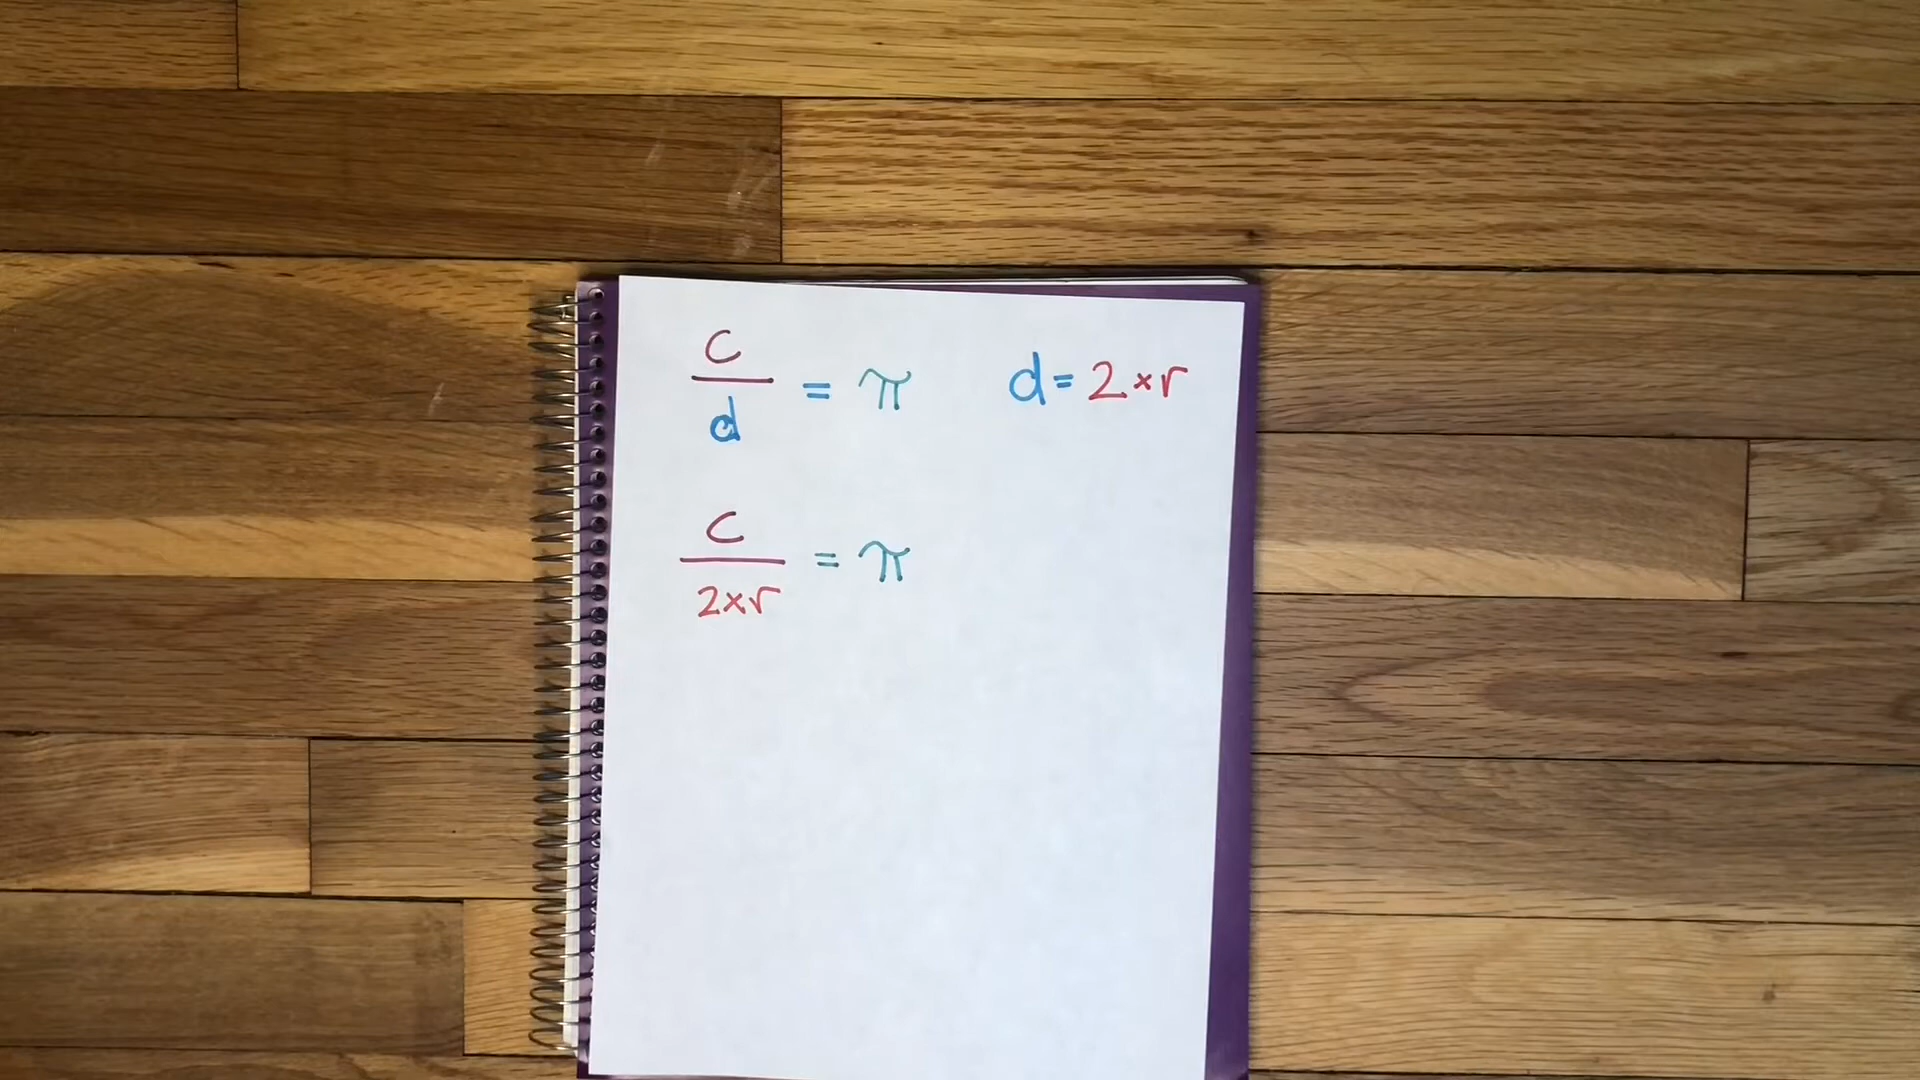 C/d = π d = 2 × r
C/2×r = π